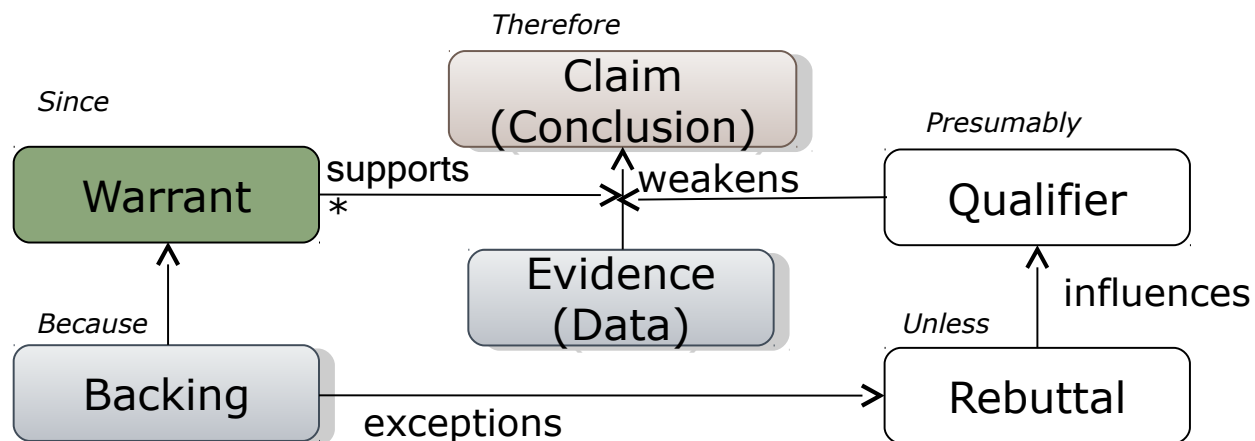 Therefore
Claim
(Conclusion)
Since
Presumably
Warrant
supports
*
weakens
Qualifier
Evidence
(Data)
influences
Because
Unless
Backing
exceptions
Rebuttal